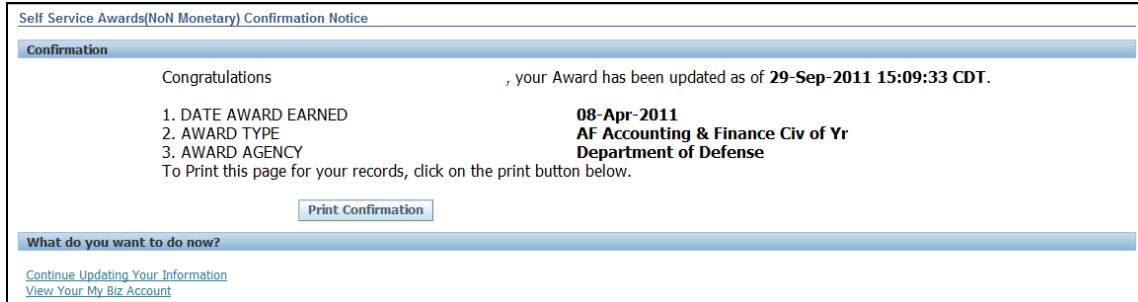 Self Service Awards(NoN Monetary) Confirmation Notice
Confirmation
Congratulations , your Award has been updated as of 29-Sep-2011 15:09:33 CDT.
1. DATE AWARD EARNED 08-Apr-2011
2. AWARD TYPE AF Accounting & Finance Civ of Yr
3. AWARD AGENCY Department of Defense
To Print this page for your records, click on the print button below.
Print Confirmation
What do you want to do now?
Continue Updating Your Information
View Your My Biz Account